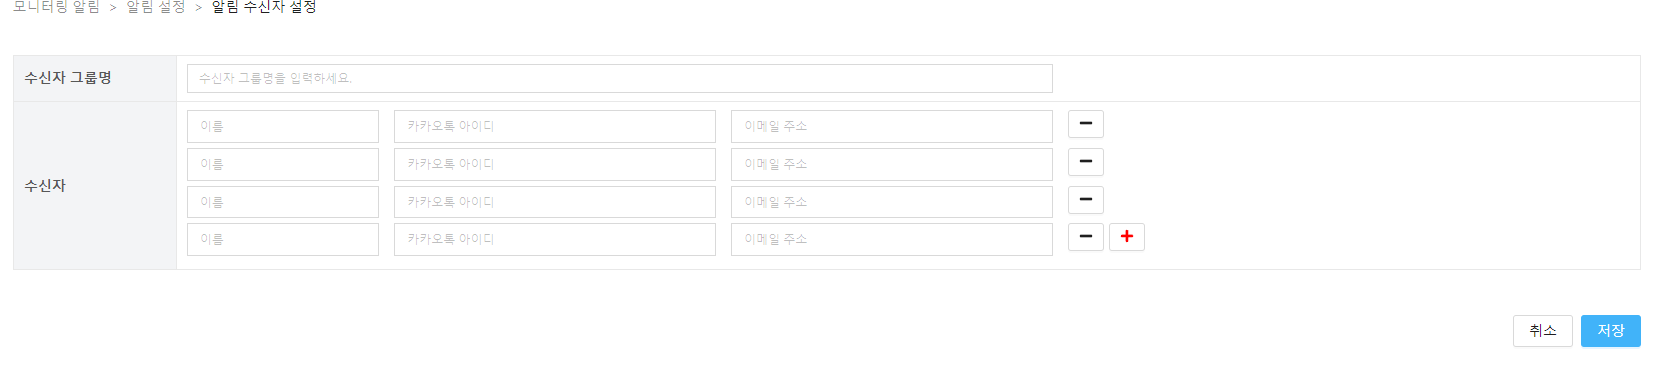 모니터링 알림 > 알림 설정 > 알림 수신자 설정
수신자 그룹명 수신자 그룹명을 입력하세요.
이름 카카오톡 아이디 이메일 주소
이름 카카오톡 아이디 이메일 주소
수신자
이름 카카오톡 아이디 이메일 주소
이름 카카오톡 아이디 이메일 주소
취소 저장